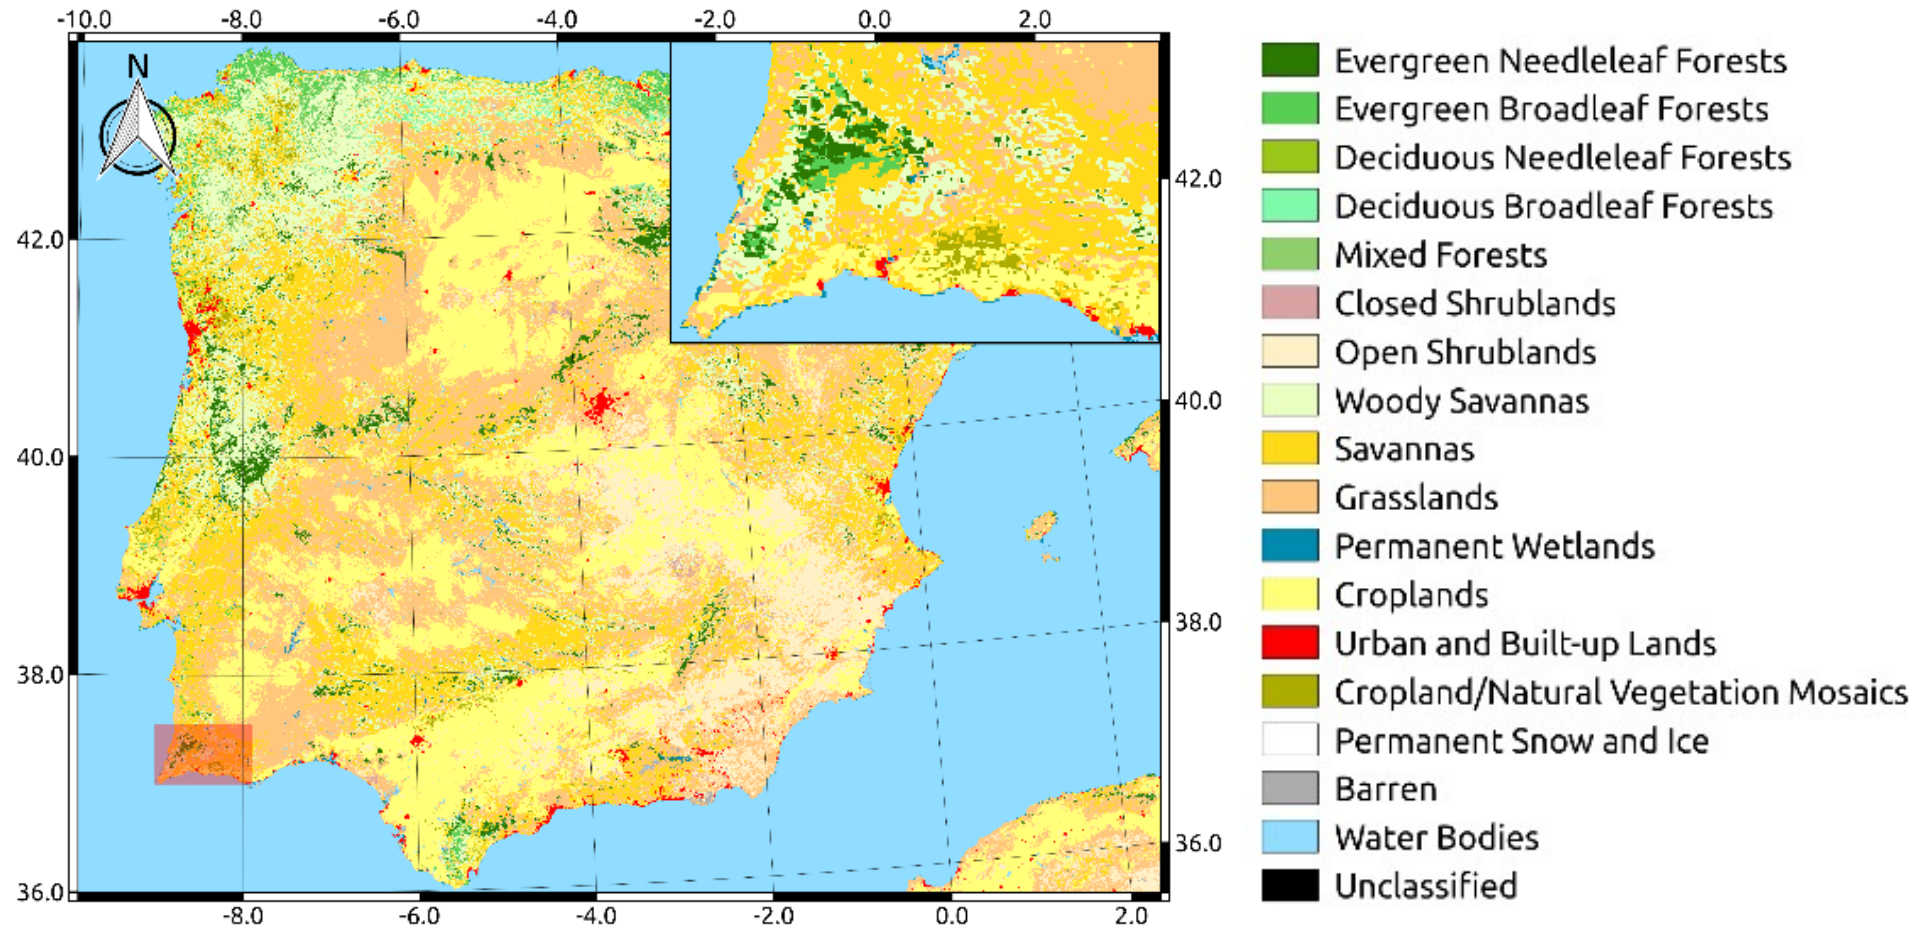 -10.0 -8.0 -6.0 -4.0 -2.0 0.0 2.0
N
42.0
40.0
38.0
36.0
42.0
40.0
38.0
36.0
-8.0 -6.0 -4.0 -2.0 0.0 2.0
Evergreen Needleleaf Forests
Evergreen Broadleaf Forests
Deciduous Needleleaf Forests
Deciduous Broadleaf Forests
Mixed Forests
Closed Shrublands
Open Shrublands
Woody Savannas
Savannas
Grasslands
Permanent Wetlands
Croplands
Urban and Built-up Lands
Cropland/Natural Vegetation Mosaics
Permanent Snow and Ice
Barren
Water Bodies
Unclassified